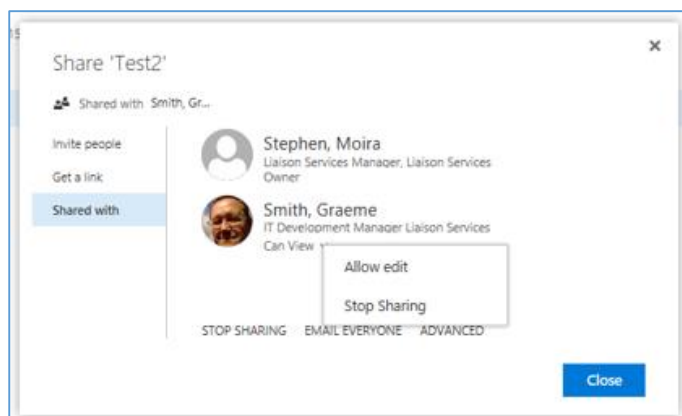 Share 'Test2'
Shared with Smith, Gr...
Invite people
Get a link
Shared with
Stephen, Moira
Liaison Services Manager, Liaison Services
Owner
Smith, Graeme
IT Development Manager Liaison Services
Can View
Allow edit
Stop Sharing
STOP SHARING EMAIL EVERYONE ADVANCED
Close